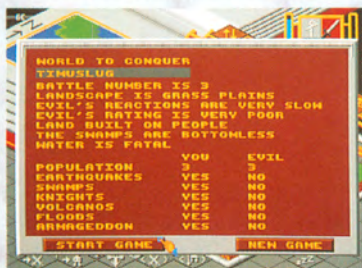 WORLD TO CONQUER
TIMUSLUG
BATTLE NUMBER IS 3
LANDSCAPE IS GRASS PLAINS
EVIL'S REACTIONS ARE VERY SLOW
EVIL'S RATING IS VERY POOR
LAND BUILT ON PEOPLE
THE SWAMPS ARE BOTTOMLESS
WATER IS FATAL
YOU EVIL
POPULATION 3 3
EARTHQUAKES YES NO
SWAMPS YES NO
KNIGHTS YES NO
VOLCANOS YES NO
FLOODS YES NO
ARMAGEDDON YES NO
START GAME NEW GAME